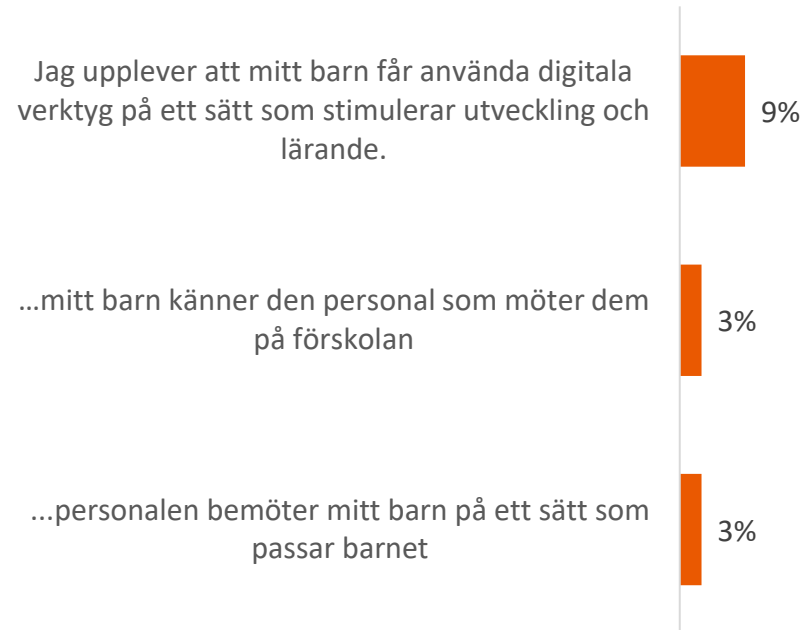 Jag upplever att mitt barn får använda digitala
verktyg på ett sätt som stimulerar utveckling och
lärande.
9%
...mitt barn känner den personal som möter dem
på förskolan
3%
...personalen bemöter mitt barn på ett sätt som
passar barnet
3%